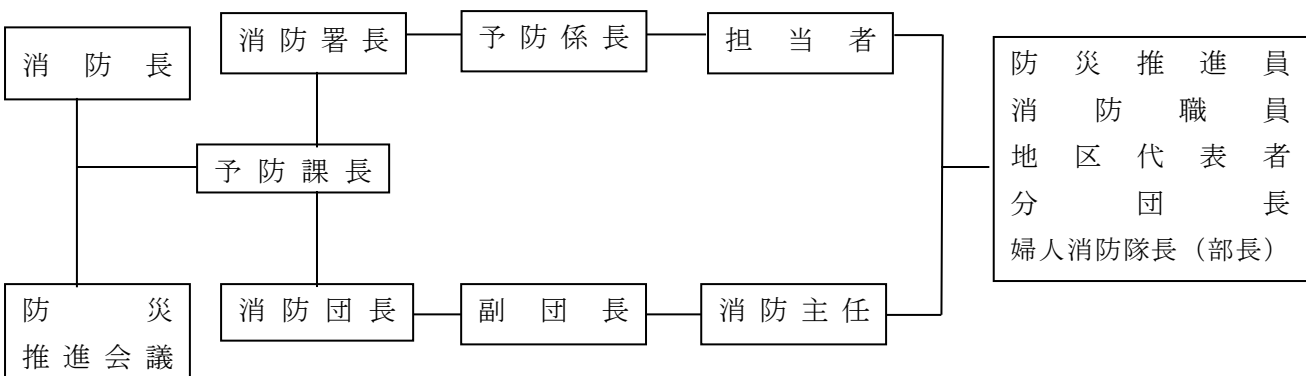 消防長
消防署長
予防係長
担当者
予防課長
防災
推進会議
消防団長
副団長
消防主任
防災推進員
消防職員
地区代表者
分団長
婦人消防隊長（部長）